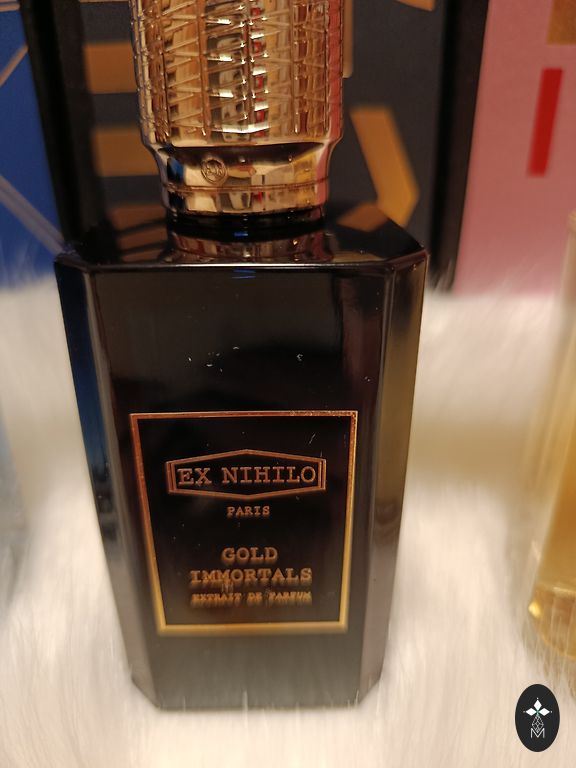 EX NIHILO
PARIS
GOLD
IMMORTALS
EXTRAIT DE PARFUM
M